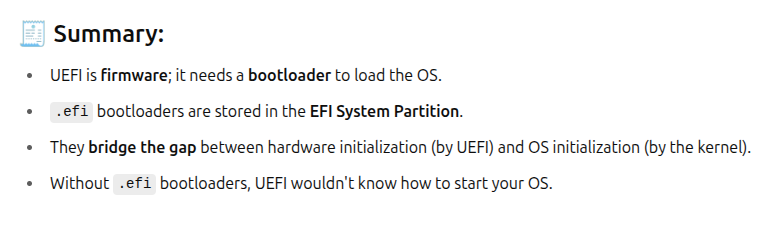 🧾 Summary:
UEFI is firmware; it needs a bootloader to load the OS.
.efi bootloaders are stored in the EFI System Partition.
They bridge the gap between hardware initialization (by UEFI) and OS initialization (by the kernel).
Without .efi bootloaders, UEFI wouldn't know how to start your OS.